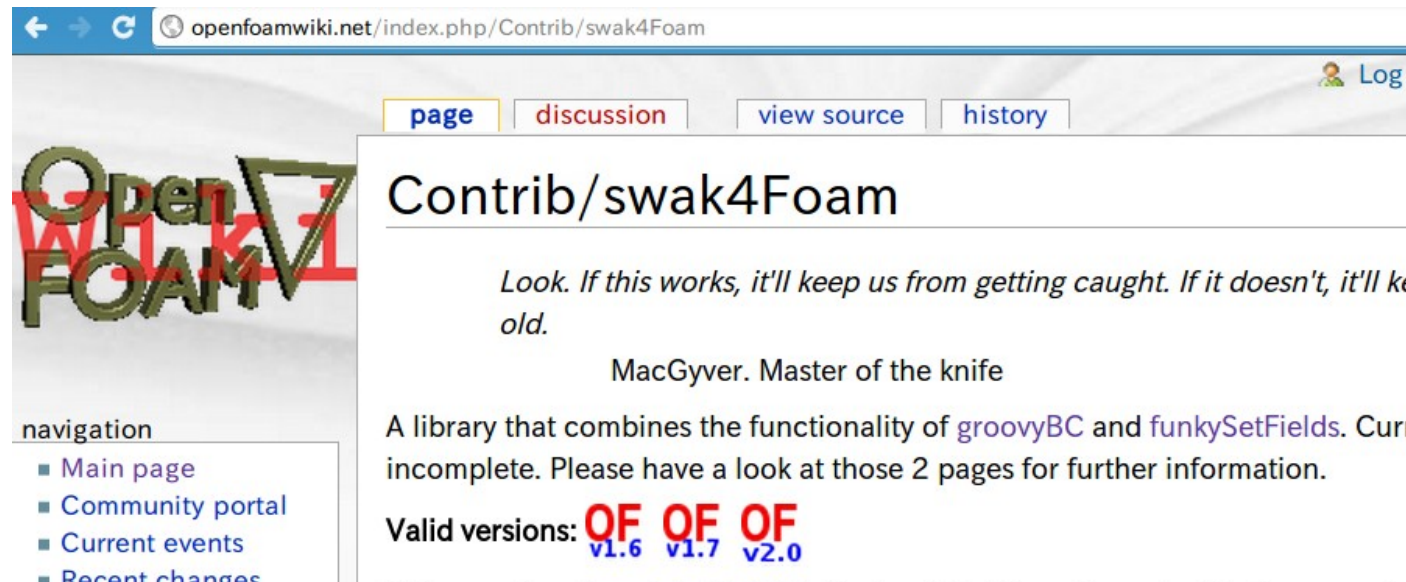 openfoamwiki.net/index.php/Contrib/swak4Foam
Log
page discussion view source history
Open
Wiki
FOAM
Contrib/swak4Foam
Look. If this works, it'll keep us from getting caught. If it doesn't, it'll
old.
MacGyver. Master of the knife
navigation
A library that combines the functionality of groovyBC and funkySetFields.
incomplete. Please have a look at those 2 pages for further information.
Main page
Community portal
Current events
Recent changes
Valid versions: OF v1.6 OF v1.7 OF v2.0